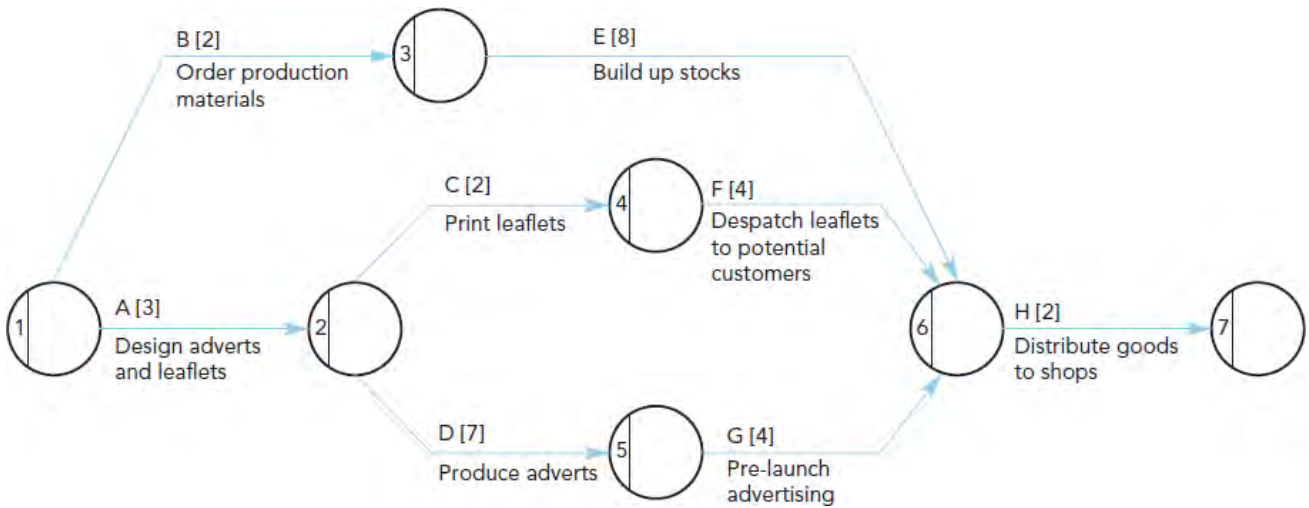 B [2]
Order production
materials
3
E [8]
Build up stocks
C [2]
Print leaflets
4
F [4]
Despatch leaflets
to potential
customers
1
A [3]
Design adverts
and leaflets
2
6
H [2]
Distribute goods
to shops
7
D [7]
Produce adverts
5
G [4]
Pre-launch
advertising